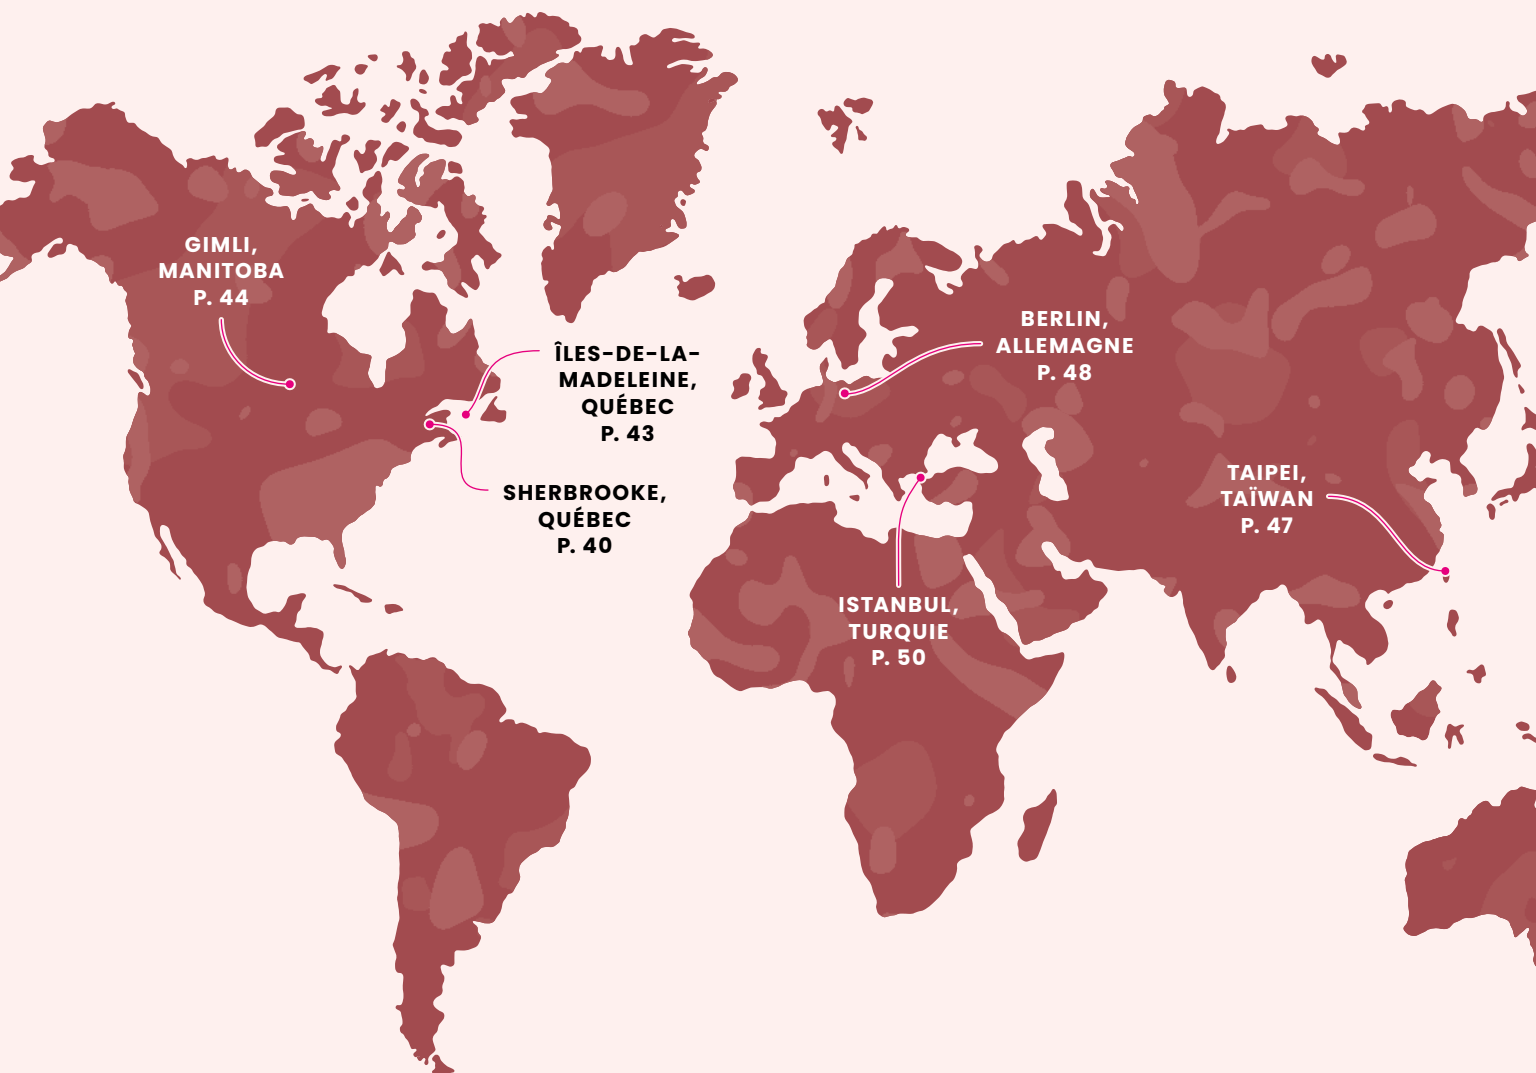 GIMLI,
MANITOBA
P. 44
ÎLES-DE-LA-
MADELEINE,
QUÉBEC
P. 43
SHERBROOKE,
QUÉBEC
P. 40
BERLIN,
ALLEMAGNE
P. 48
ISTANBUL,
TURQUIE
P. 50
TAIPEI,
TAÏWAN
P. 47